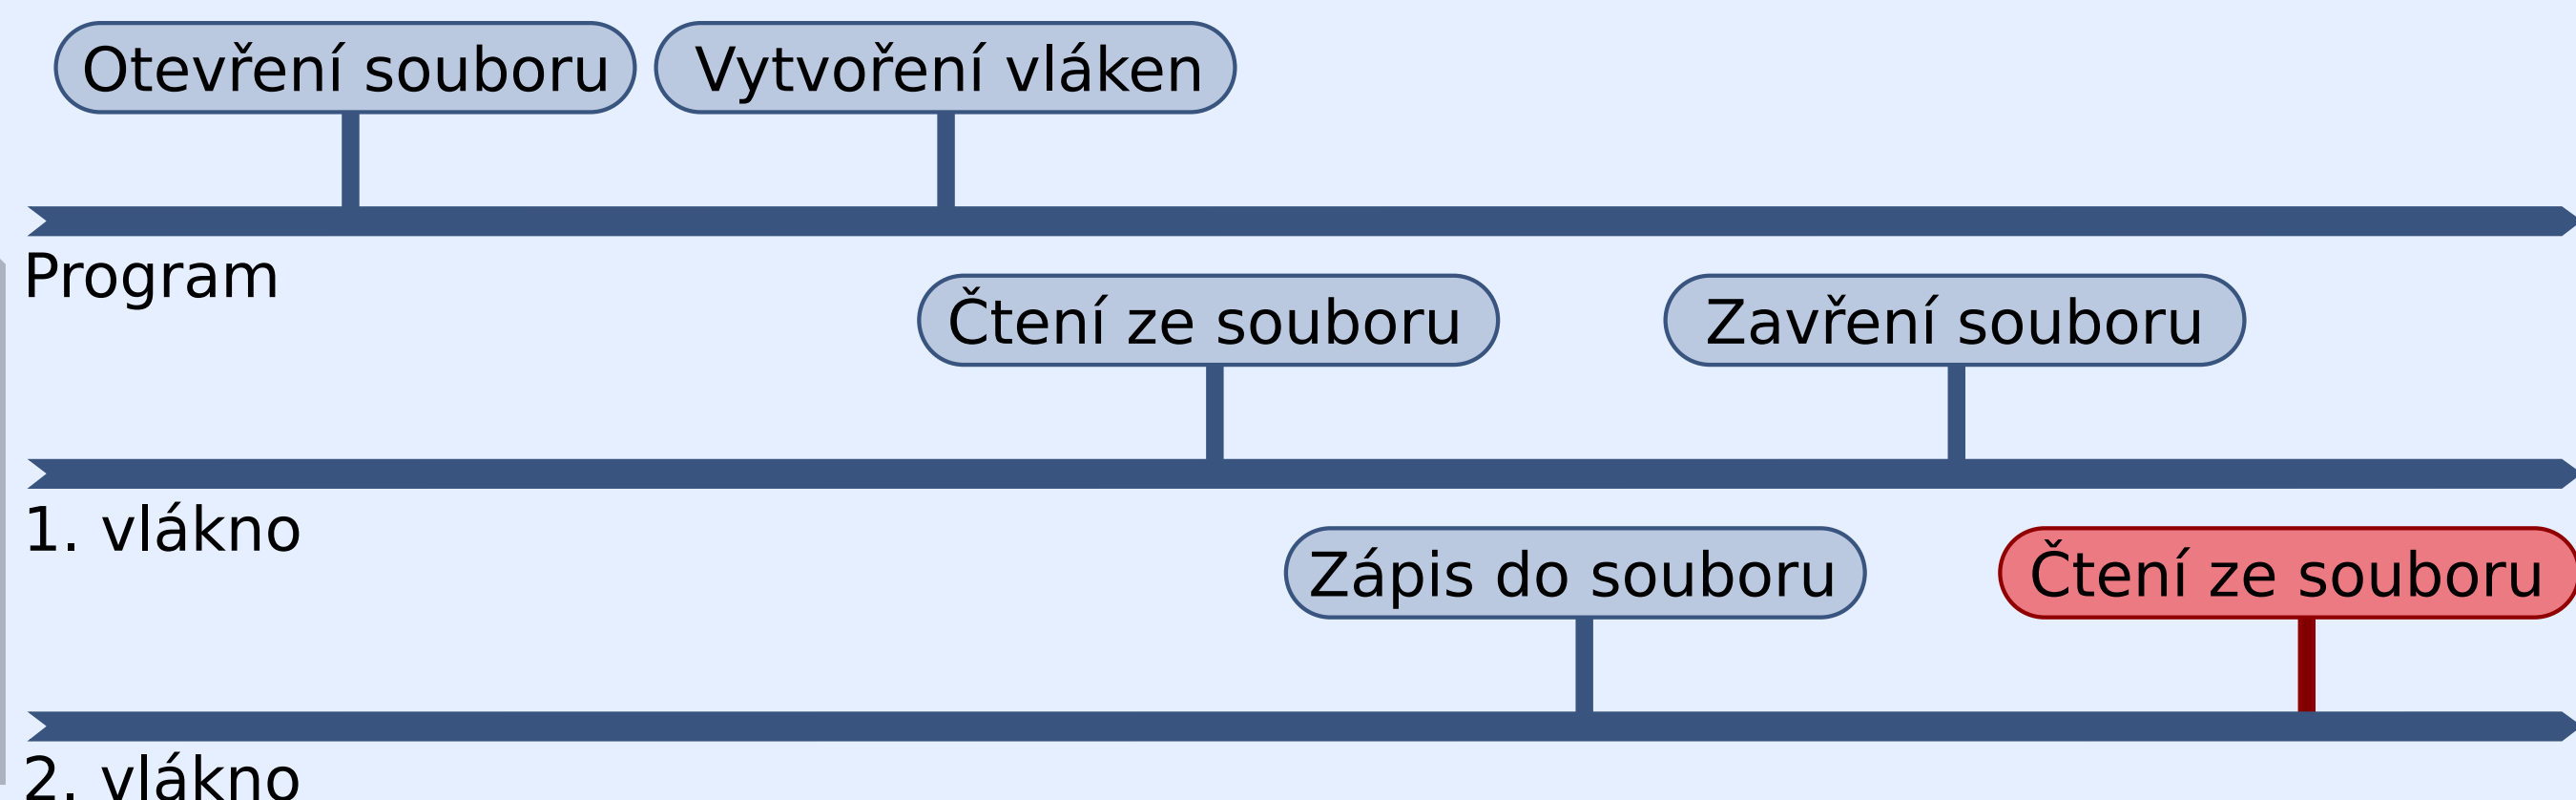 Otevření souboru
Vytvoření vláken
Program
Čtení ze souboru
Zavření souboru
1. vlákno
Zápis do souboru
Čtení ze souboru
2. vlákno